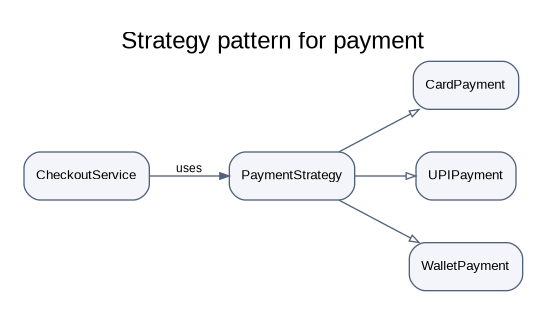 Strategy pattern for payment
CardPayment
CheckoutService
uses
PaymentStrategy
UPIPayment
WalletPayment